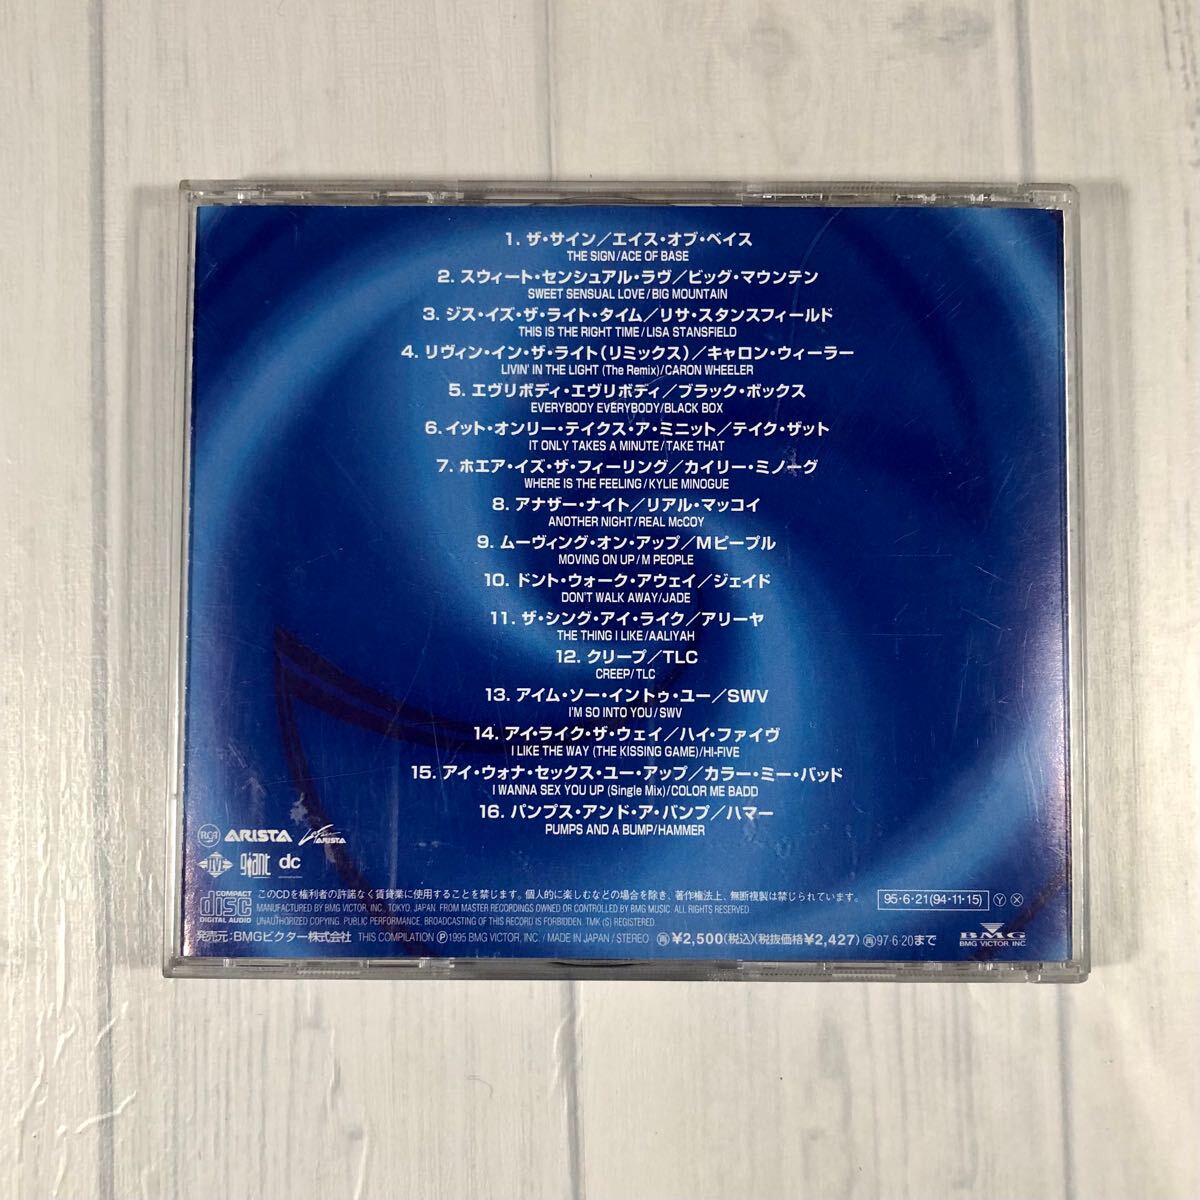 1. ザ・サイン／エイス・オブ・ベイス
THE SIGN/ACE OF BASE
2. スウィート・センシュアル・ラヴ／ビッグ・マウンテン
SWEET SENSUAL LOVE/BIG MOUNTAIN
3. ジス・イズ・ザ・ライト・タイム／リサ・スタンスフィールド
THIS IS THE RIGHT TIME/LISA STANSFIELD
4. リヴィン・イン・ザ・ライト（リミックス）／キャロン・ウィーラー
LIVIN' IN THE LIGHT (The Remix)/CARON WHEELER
5. エヴリボディ・エヴリボディ／ブラック・ボックス
EVERYBODY EVERYBODY/BLACK BOX
6. イット・オンリー・テイクス・ア・ミニット／テイク・ザット
IT ONLY TAKES A MINUTE/TAKE THAT
7. ホエア・イズ・ザ・フィーリング／カイリー・ミノーグ
WHERE IS THE FEELING/KYLIE MINOGUE
8. アナザー・ナイト／リアル・マッコイ
ANOTHER NIGHT/REAL McCOY
9. ムーヴィング・オン・アップ／Mピープル
MOVING ON UP/M PEOPLE
10. ドント・ウォーク・アウェイ／ジェイド
DON'T WALK AWAY/JADE
11. ザ・シング・アイ・ライク／アリーヤ
THE THING I LIKE/AALIYAH
12. クリープ／TLC
CREEP/TLC
13. アイム・ソー・イントゥ・ユー／SWV
I'M SO INTO YOU/SWV
14. アイ・ライク・ザ・ウェイ／ハイ・ファイヴ
I LIKE THE WAY (THE KISSING GAME)/HI-FIVE
15. アイ・ウォナ・セックス・ユー・アップ／カラー・ミー・バッド
I WANNA SEX YOU UP (Single Mix)/COLOR ME BADD
16. パンプス・アンド・ア・バンプ／ハマー
PUMPS AND A BUMP/HAMMER
RCA ARISTA ARISTA
JIVE giant dc
COMPACT disc DIGITAL AUDIO
このCDを権利者の許諾なく賃貸業に使用することを禁じます。個人的に楽しむなどの場合を除き、著作権法上、無断複製は禁じられています。
95・6・21(94・11・15) Y X
MANUFACTURED BY BMG VICTOR, INC. TOKYO, JAPAN. FROM MASTER RECORDINGS OWNED OR CONTROLLED BY BMG MUSIC. ALL RIGHTS RESERVED.
UNAUTHORIZED COPYING, PUBLIC PERFORMANCE, BROADCASTING OF THIS RECORD IS FORBIDDEN. TMK (S) REGISTERED.
発売元：BMGビクター株式会社 THIS COMPILATION Ⓟ1995 BMG VICTOR, INC. / MADE IN JAPAN / STEREO 再¥2,500(税込)(税抜価格¥2,427) 再97・6・20まで
BMG
BMG VICTOR, INC.